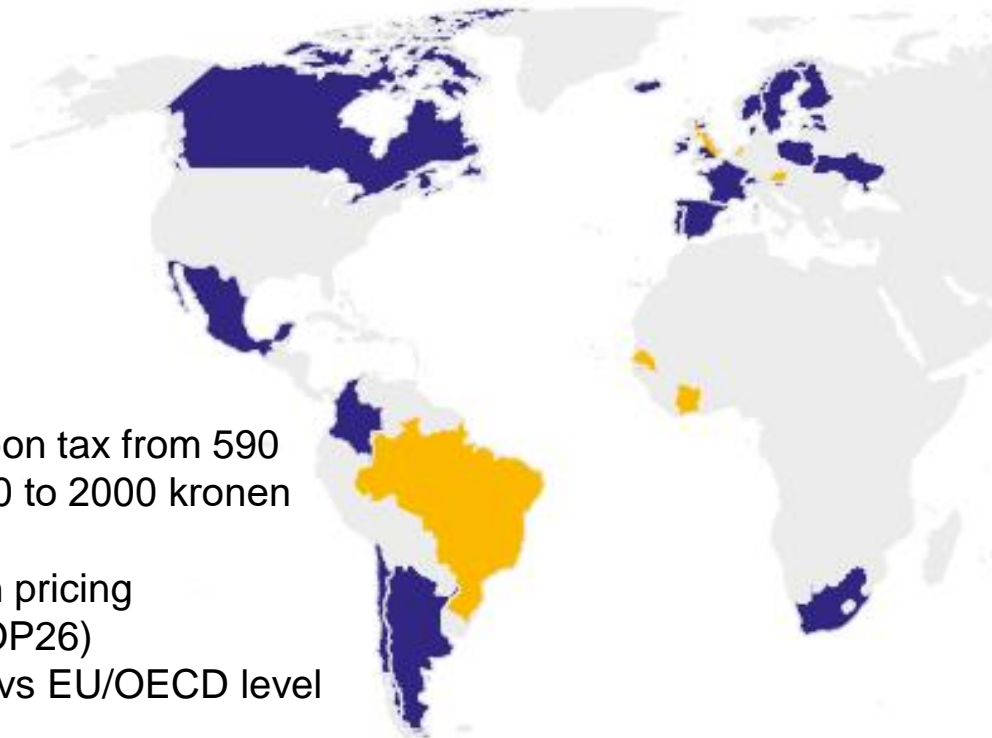 on tax from 590
0 to 2000 kronen
pricing
OP26)
vs EU/OECD level